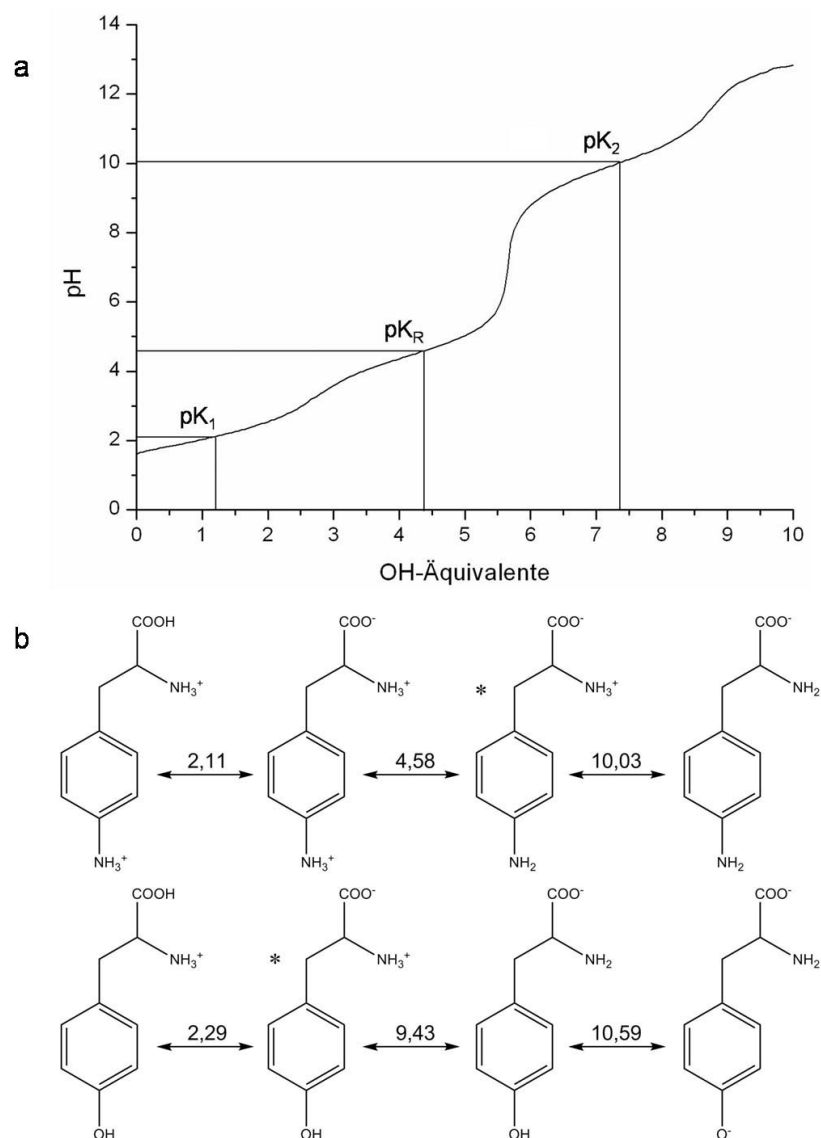 a
14
12
10
8
6
4
2
0
pH
pK₂
pK_R
pK₁
0 1 2 3 4 5 6 7 8 9 10
OH-Äquivalente
b
COOH COO⁻ COO⁻ COO⁻
NH₃⁺ NH₃⁺ * NH₃⁺ NH₂
2,11 4,58 10,03
NH₃⁺ NH₃⁺ NH₂ NH₂
COOH COO⁻ COO⁻ COO⁻
NH₃⁺ * NH₃⁺ NH₂ NH₂
2,29 9,43 10,59
OH OH OH O⁻